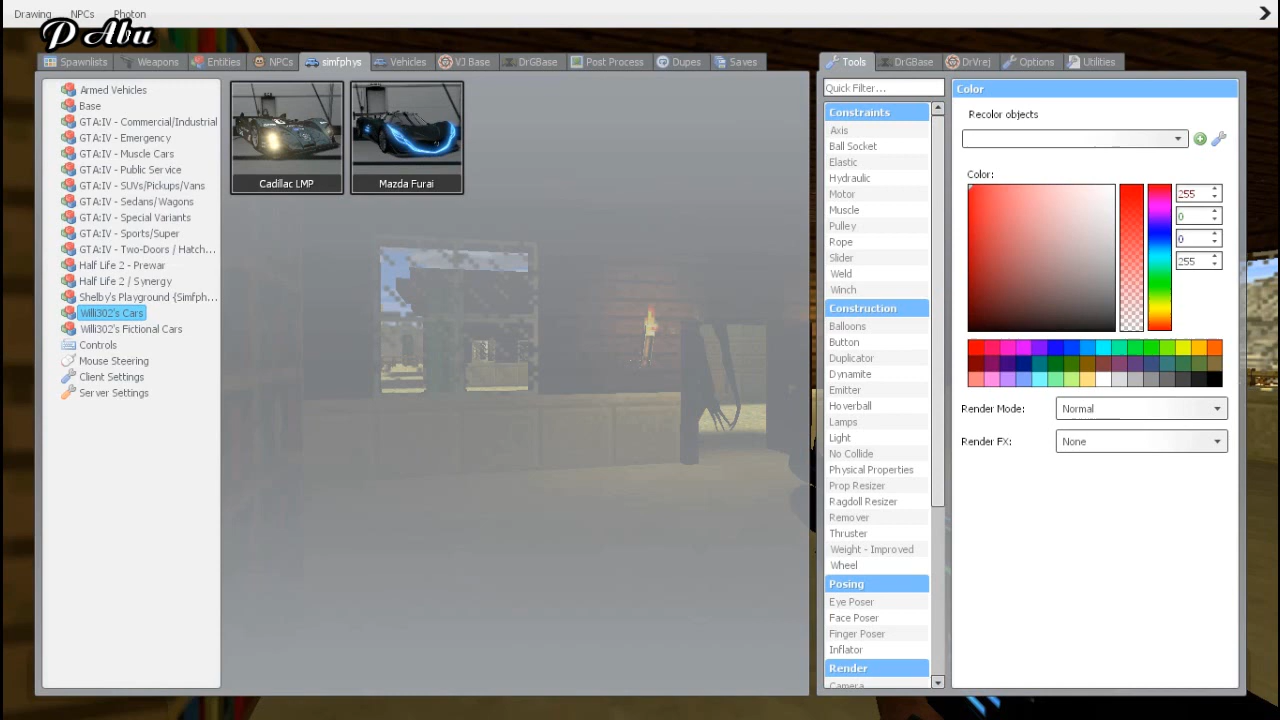 Drawing NPCs Photon
P Abu
Spawnlists Weapons Entities NPCs simfphys Vehicles VJ Base DrGBase Post Process Dupes Saves
Armed Vehicles
Base
GTA:IV - Commercial/Industrial
GTA:IV - Emergency
GTA:IV - Muscle Cars
GTA:IV - Public Service
GTA:IV - SUVs/Pickups/Vans
GTA:IV - Sedans/Wagons
GTA:IV - Special Variants
GTA:IV - Sports/Super
GTA:IV - Two-Doors / Hatch...
Half Life 2 - Prewar
Half Life 2 / Synergy
Shelby's Playground {Simfph...
Willi302's Cars
Willi302's Fictional Cars
Controls
Mouse Steering
Client Settings
Server Settings
Cadillac LMP
Mazda Furai
Tools DrGBase DrVrej Options Utilities
Quick Filter...
Constraints
Axis
Ball Socket
Elastic
Hydraulic
Motor
Muscle
Pulley
Rope
Slider
Weld
Winch
Construction
Balloons
Button
Duplicator
Dynamite
Emitter
Hoverball
Lamps
Light
No Collide
Physical Properties
Prop Resizer
Ragdoll Resizer
Remover
Thruster
Weight - Improved
Wheel
Posing
Eye Poser
Face Poser
Finger Poser
Inflator
Render
Camera
Color
Recolor objects
Color:
255
0
0
255
Render Mode: Normal
Render FX: None